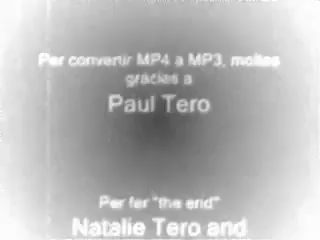 Per convertir MP4 a MP3, moltes
gràcies a
Paul Tero
Per fer "the end"
Natalie Tero and